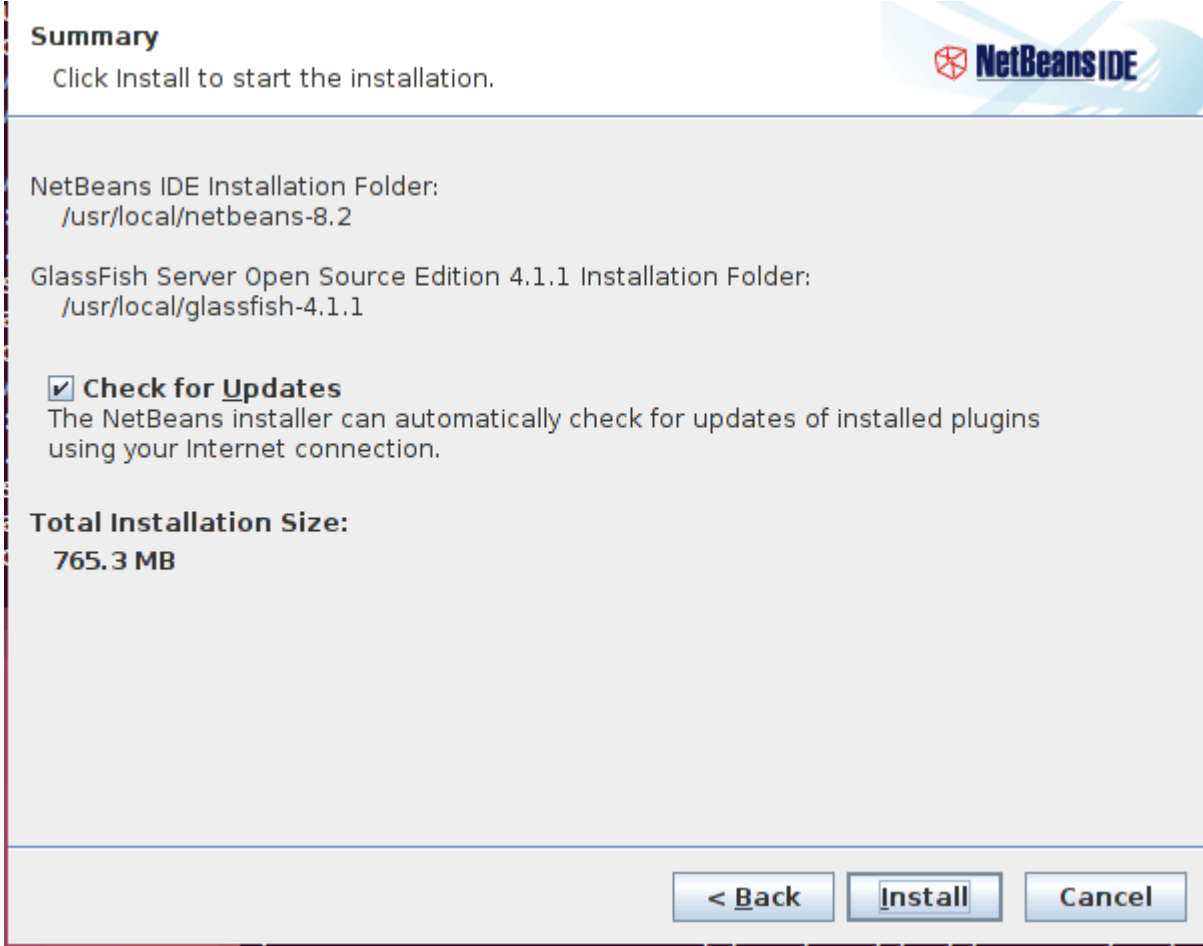 Summary
Click Install to start the installation.
NetBeans IDE
NetBeans IDE Installation Folder:
/usr/local/netbeans-8.2
GlassFish Server Open Source Edition 4.1.1 Installation Folder:
/usr/local/glassfish-4.1.1
Check for Updates
The NetBeans installer can automatically check for updates of installed plugins
using your Internet connection.
Total Installation Size:
765.3 MB
< Back Install Cancel